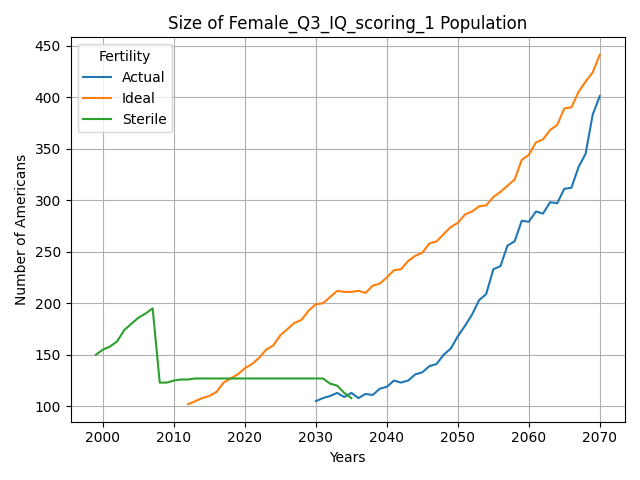 Size of Female_Q3_IQ_scoring_1 Population
Fertility
Actual
Ideal
Sterile
Number of Americans
450
400
350
300
250
200
150
100
2000
2010
2020
2030
2040
2050
2060
2070
Years